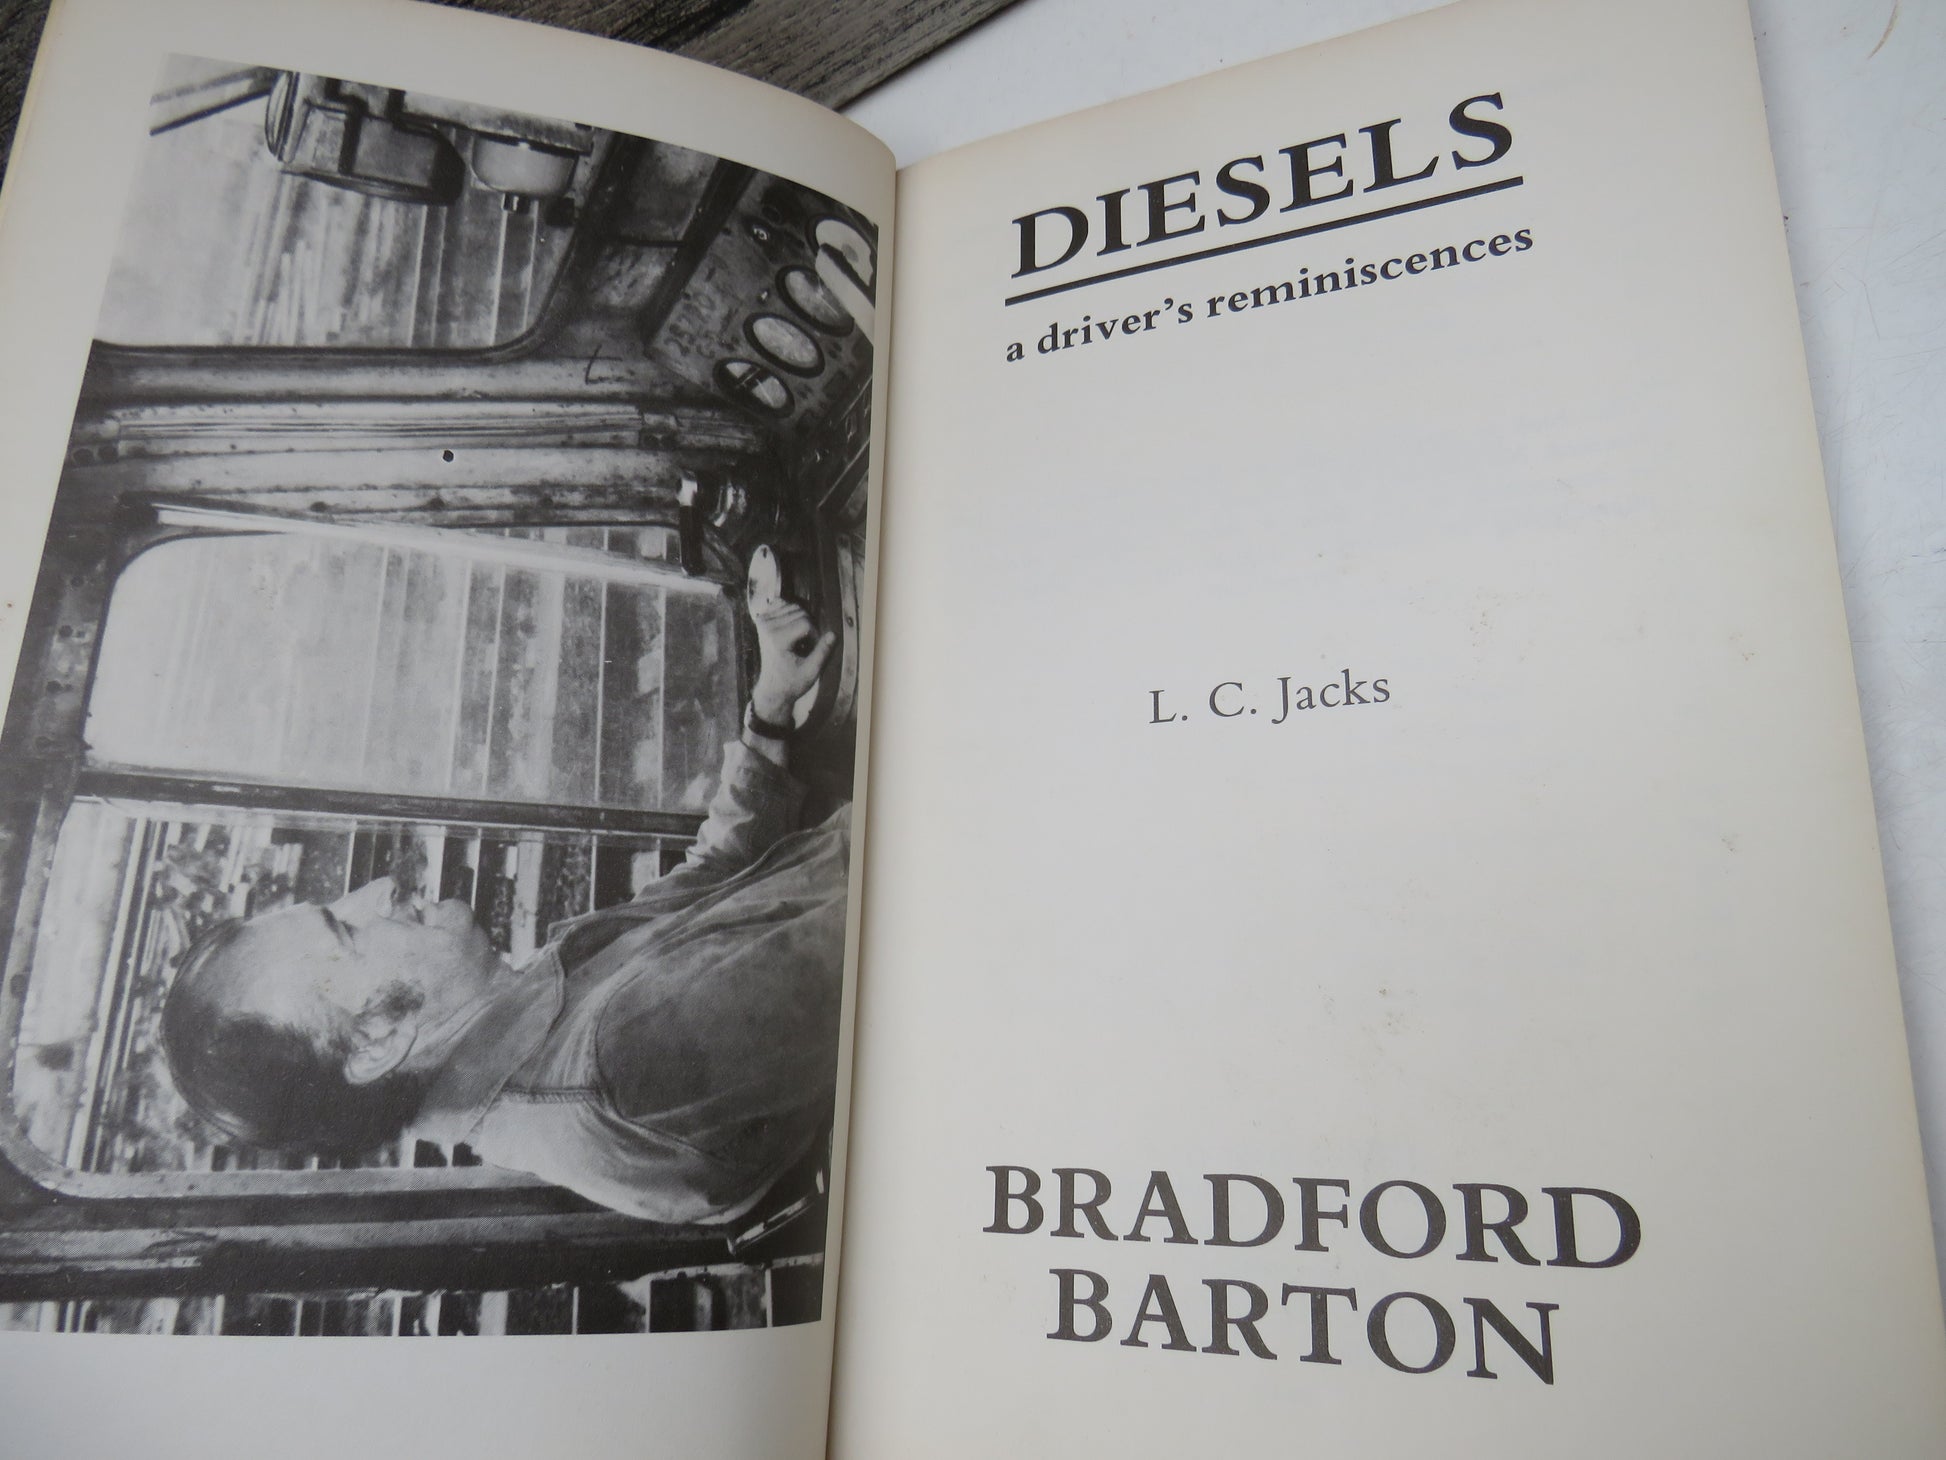 DIESELS
a driver's reminiscences
L. C. Jacks
BRADFORD
BARTON